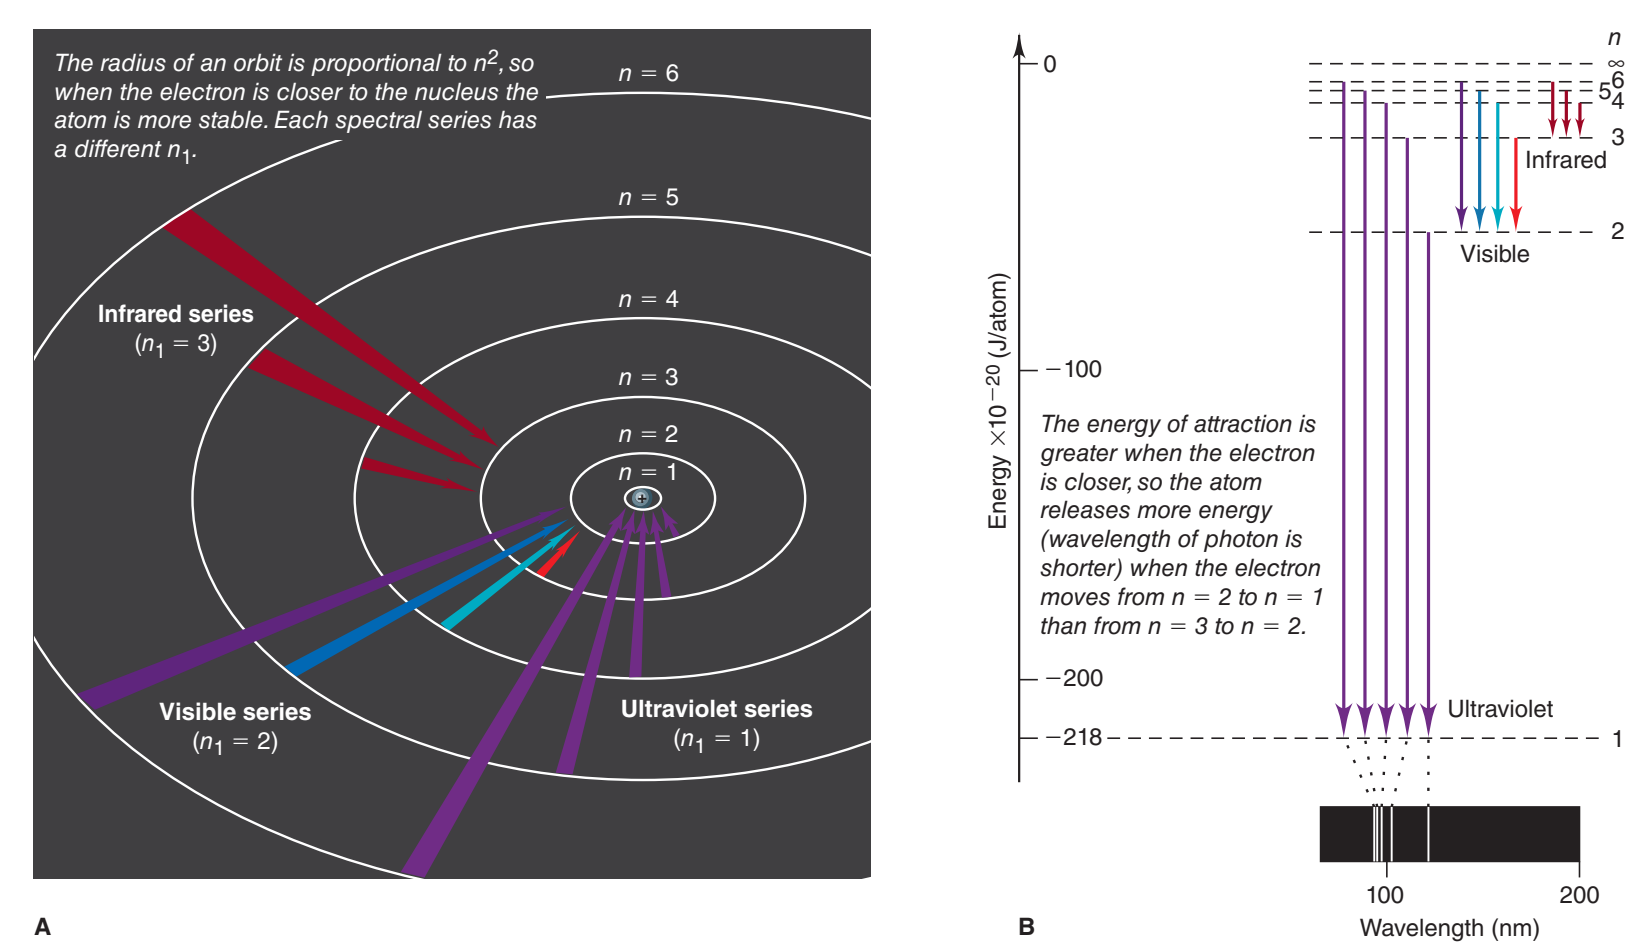 The radius of an orbit is proportional to n², so
when the electron is closer to the nucleus the
atom is more stable. Each spectral series has
a different n₁.
n = 6
n = 5
n = 4
n = 3
n = 2
n = 1
+
Infrared series
(n₁ = 3)
Visible series
(n₁ = 2)
Ultraviolet series
(n₁ = 1)
A
Energy ×10⁻²⁰ (J/atom)
0
−100
−200
−218
n
∞
6
5
4
3
2
1
Infrared
Visible
The energy of attraction is
greater when the electron
is closer, so the atom
releases more energy
(wavelength of photon is
shorter) when the electron
moves from n = 2 to n = 1
than from n = 3 to n = 2.
Ultraviolet
100
200
Wavelength (nm)
B